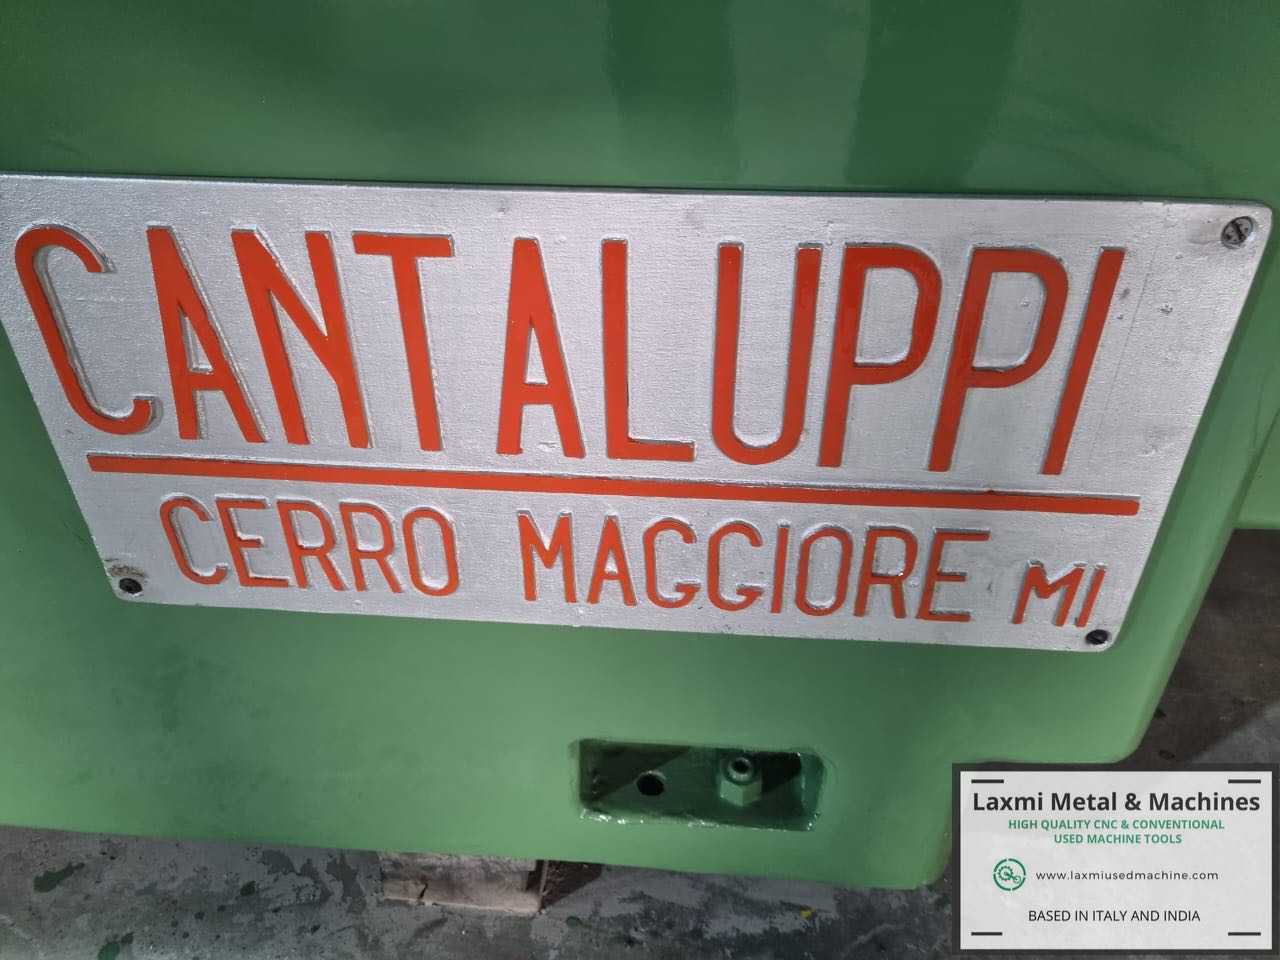 CANTALUPPI
CERRO MAGGIORE MI
Laxmi Metal & Machines
HIGH QUALITY CNC & CONVENTIONAL
USED MACHINE TOOLS
www.laxmiusedmachine.com
BASED IN ITALY AND INDIA